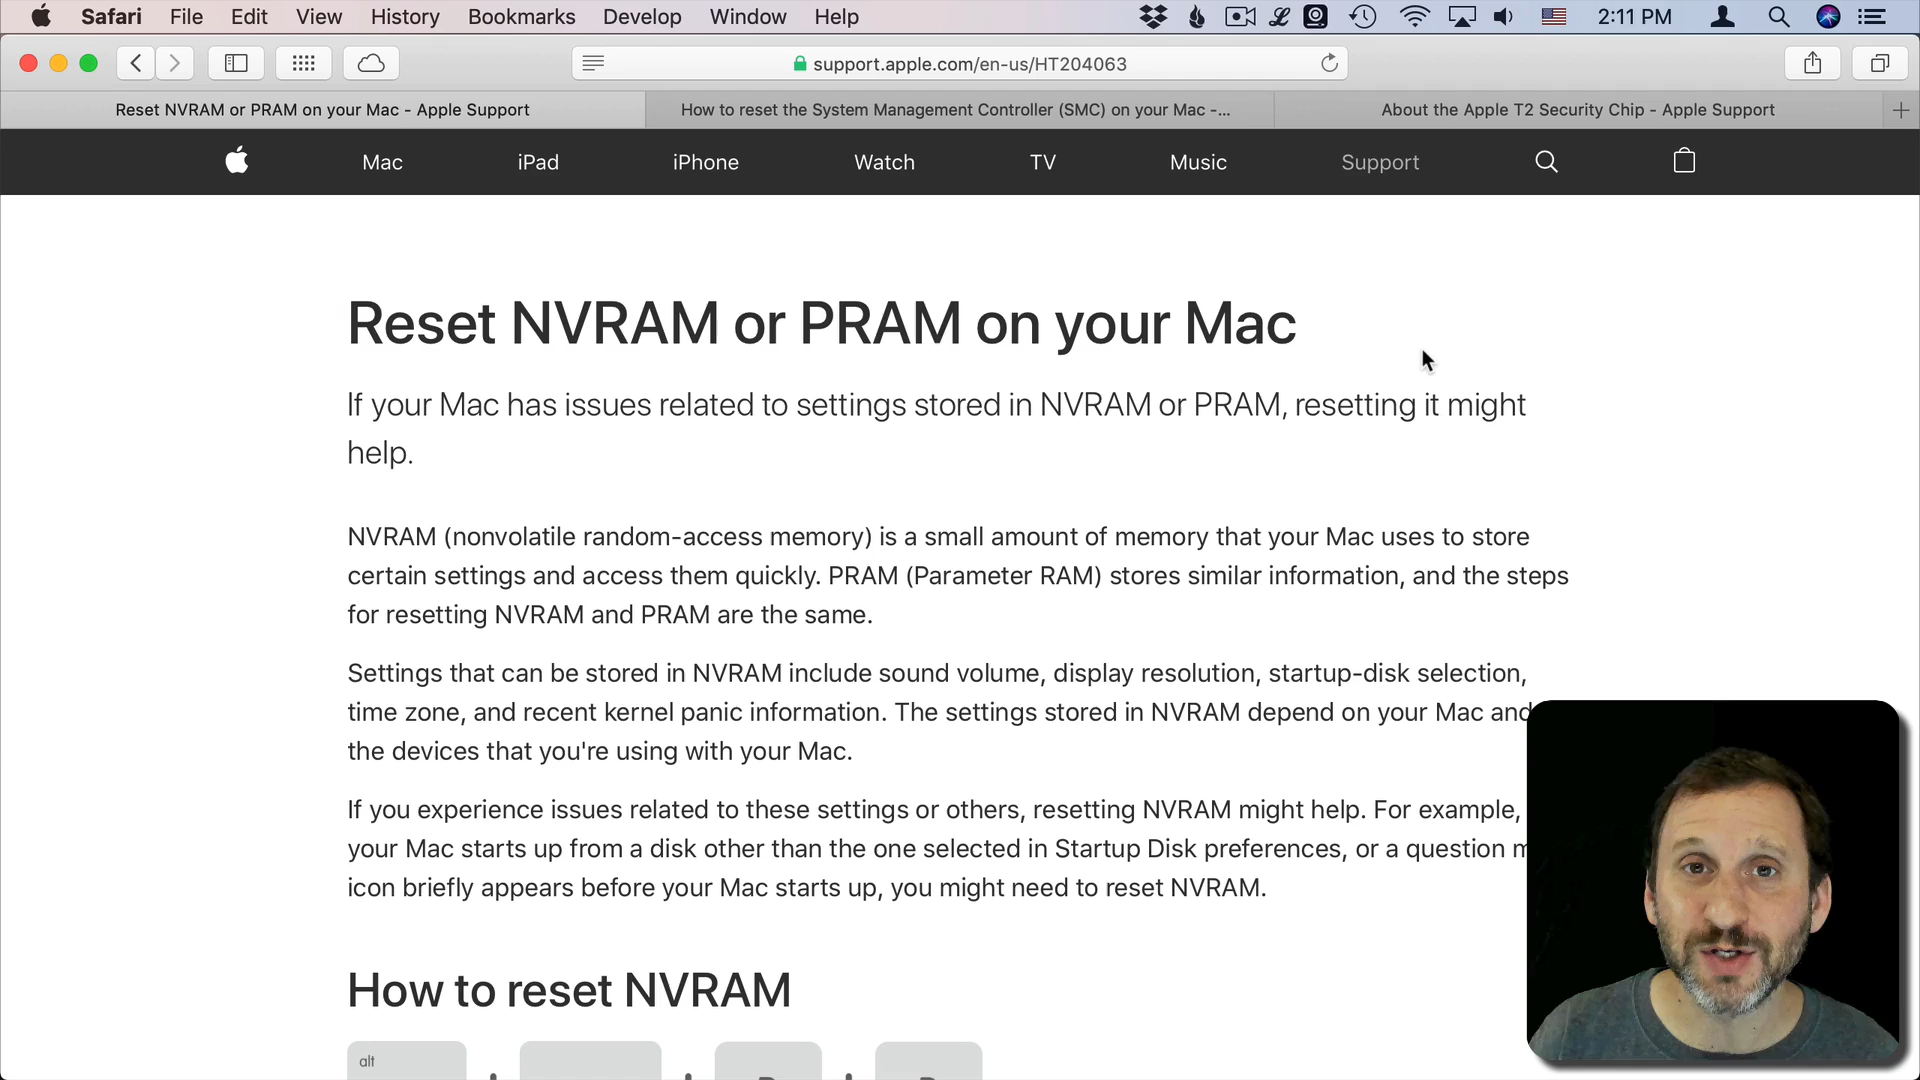 Safari File Edit View History Bookmarks Develop Window Help 2:11 PM
support.apple.com/en-us/HT204063
Reset NVRAM or PRAM on your Mac - Apple Support
How to reset the System Management Controller (SMC) on your Mac -...
About the Apple T2 Security Chip - Apple Support
Mac iPad iPhone Watch TV Music Support
Reset NVRAM or PRAM on your Mac
If your Mac has issues related to settings stored in NVRAM or PRAM, resetting it might
help.
NVRAM (nonvolatile random-access memory) is a small amount of memory that your Mac uses to store
certain settings and access them quickly. PRAM (Parameter RAM) stores similar information, and the steps
for resetting NVRAM and PRAM are the same.
Settings that can be stored in NVRAM include sound volume, display resolution, startup-disk selection,
time zone, and recent kernel panic information. The settings stored in NVRAM depend on your Mac and
the devices that you're using with your Mac.
If you experience issues related to these settings or others, resetting NVRAM might help. For example,
your Mac starts up from a disk other than the one selected in Startup Disk preferences, or a question
icon briefly appears before your Mac starts up, you might need to reset NVRAM.
How to reset NVRAM
alt